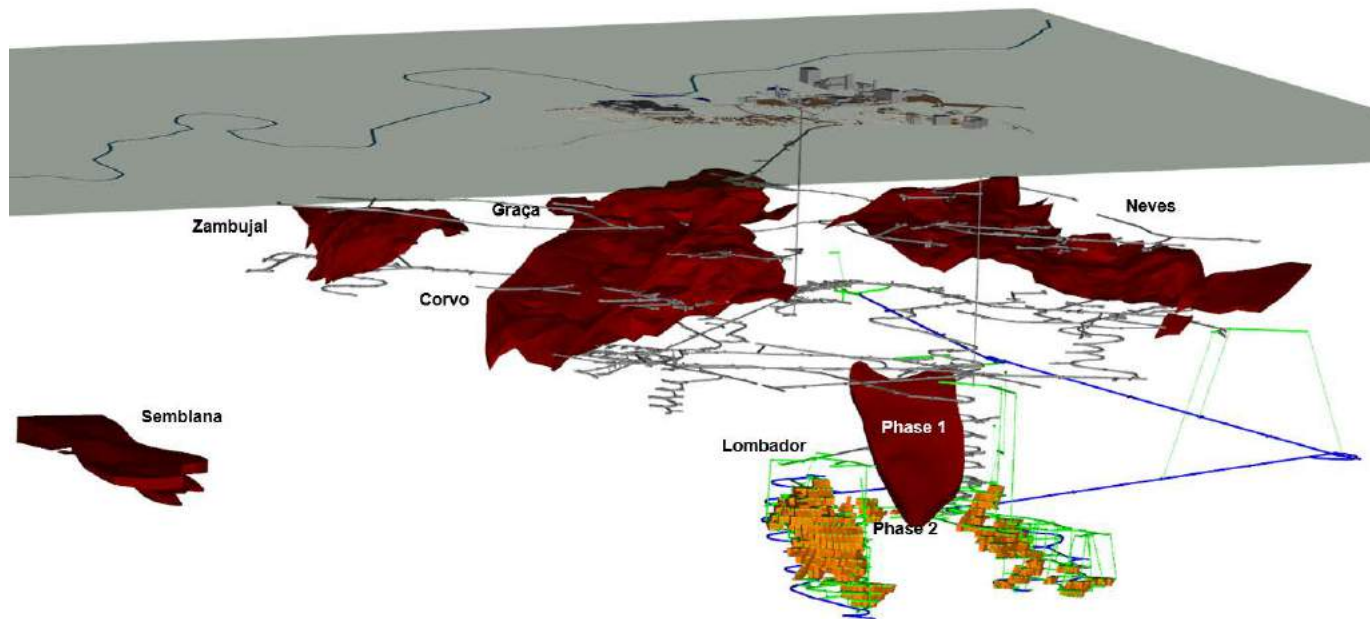 Graça
Neves
Zambujal
Corvo
Semblana
Phase 1
Lombador
Phase 2